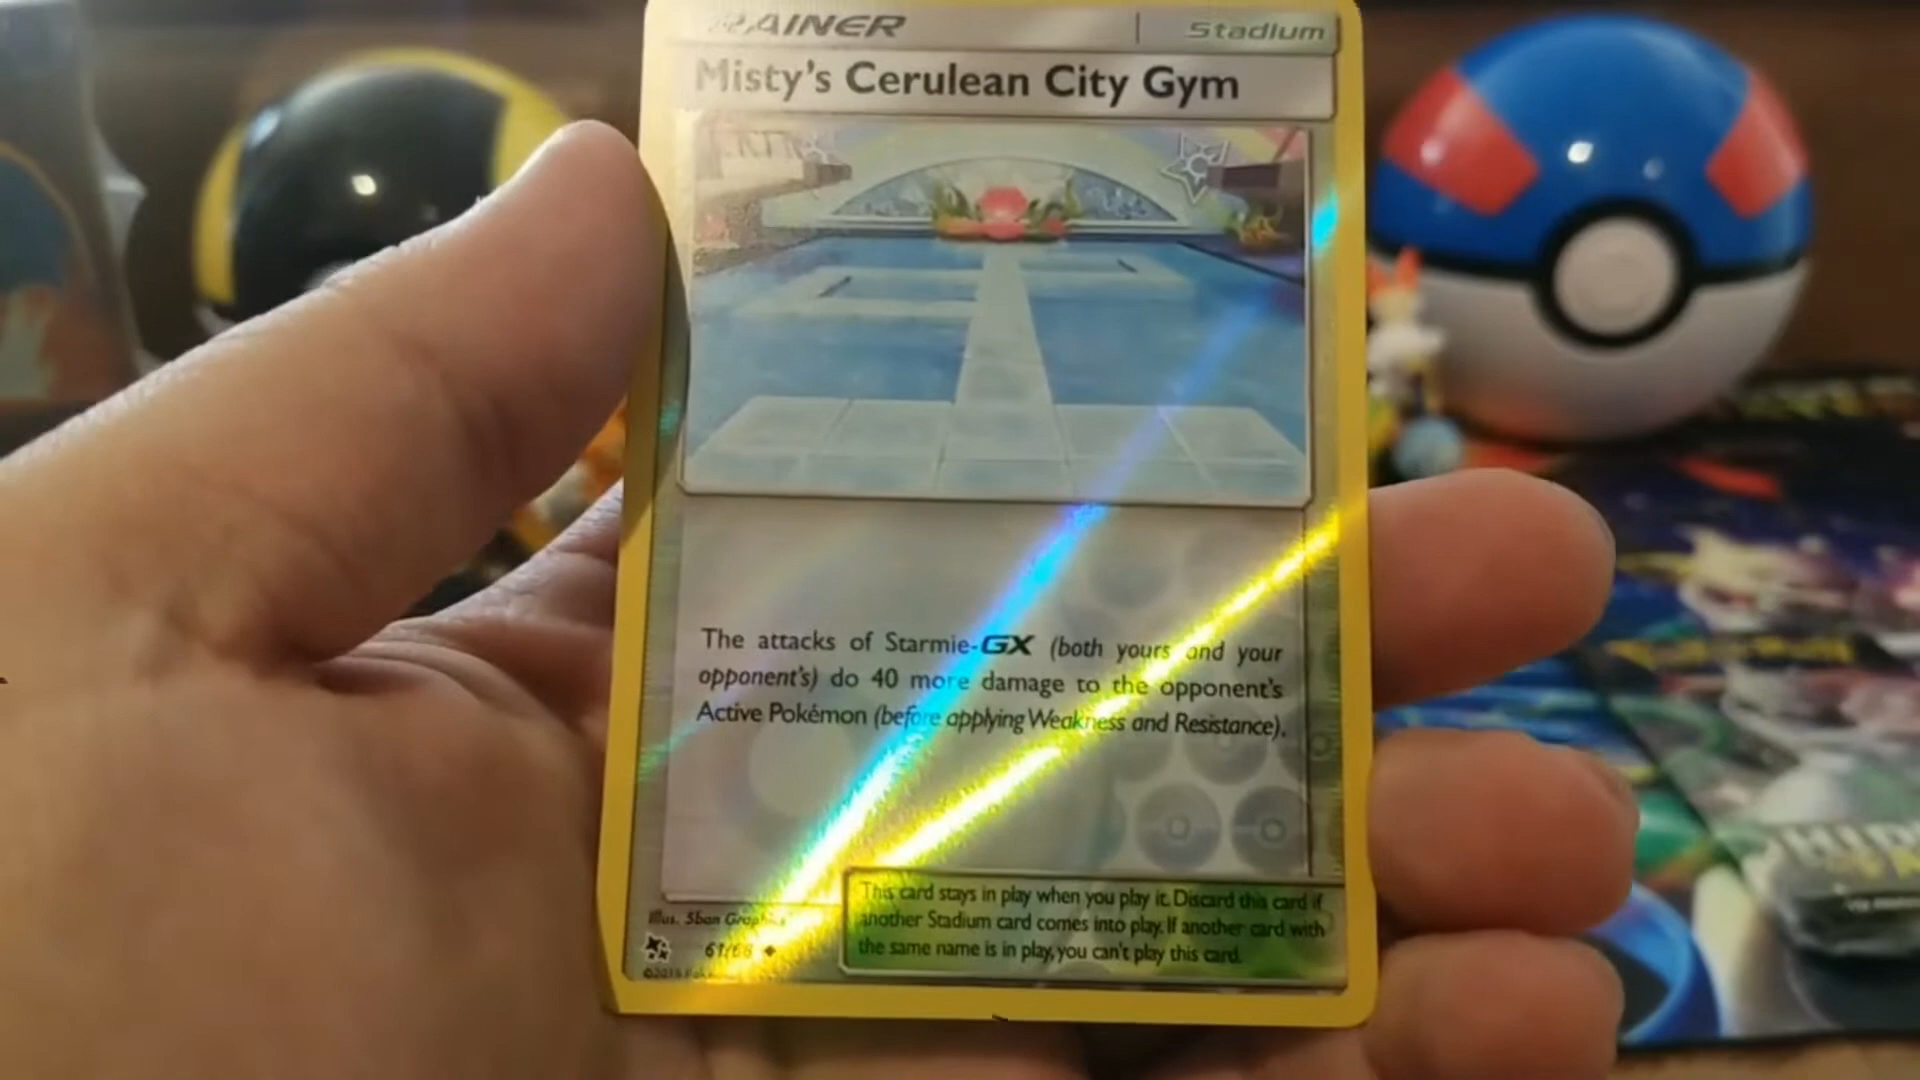 RAINER
Stadium
Misty's Cerulean City Gym
The attacks of Starmie-GX (both yours and your
opponent's) do 40 more damage to the opponent's
Active Pokémon (before applying Weakness and Resistance).
This card stays in play when you play it. Discard this card if
another Stadium card comes into play. If another card with
the same name is in play, you can't play this card.
Illus. 5ban Graphics
61/68
©2019